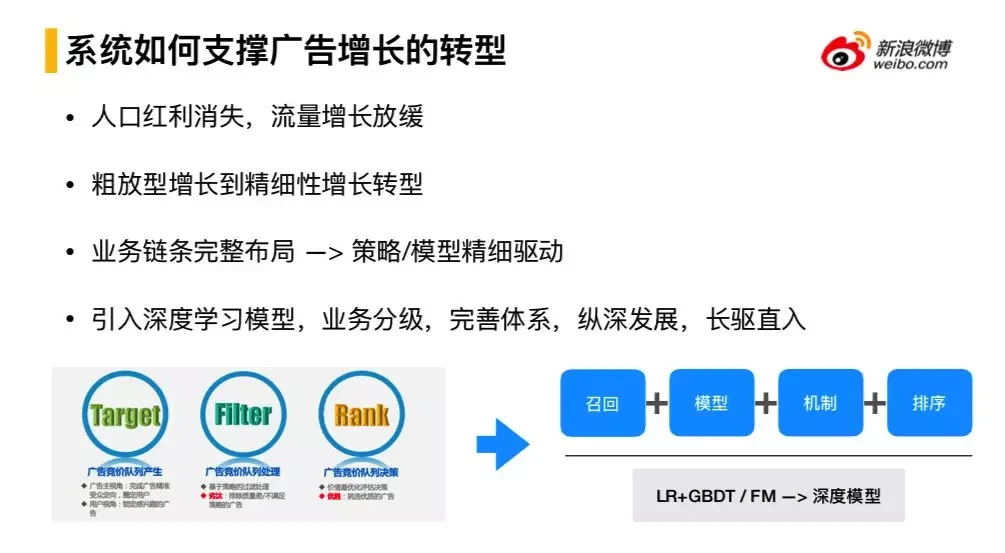 系统如何支撑广告增长的转型
新浪微博
weibo.com
• 人口红利消失，流量增长放缓
• 粗放型增长到精细性增长转型
• 业务链条完整布局 —> 策略/模型精细驱动
• 引入深度学习模型，业务分级，完善体系，纵深发展，长驱直入
Target
广告竞价队列产生
◆ 广告主视角：完成广告精准
受众定向，圈定用户
◆ 用户视角：锁定感兴趣的广
告
Filter
广告竞价队列处理
◆ 基于策略的过滤处理
◆ 劣汰：排除质量差/不满足
策略的广告
Rank
广告竞价队列决策
◆ 价值最优化评估决策
◆ 优胜：挑选优质的广告
召回 + 模型 + 机制 + 排序
LR+GBDT / FM —> 深度模型